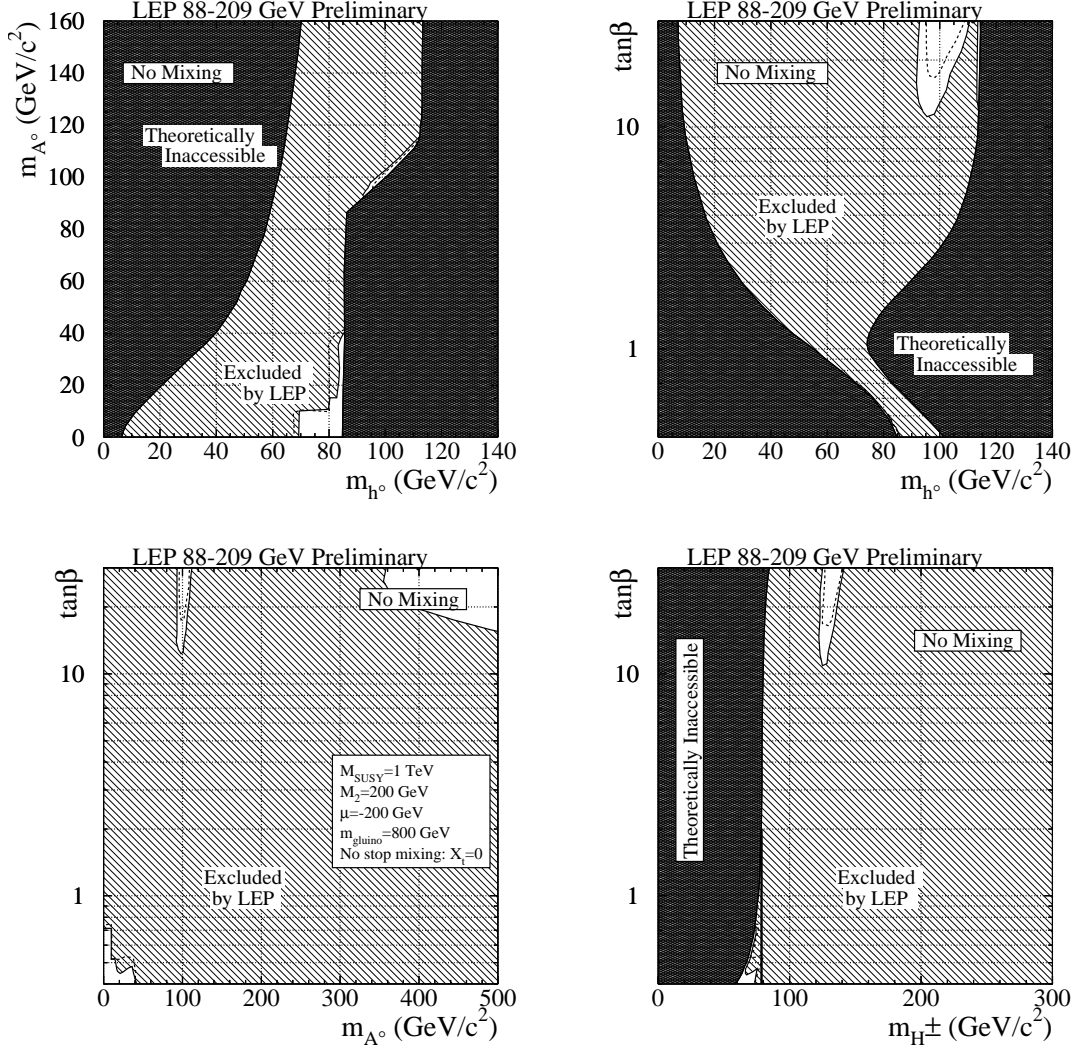 LEP 88-209 GeV Preliminary
m_A° (GeV/c²)
160
140
120
100
80
60
40
20
0
No Mixing
Theoretically
Inaccessible
Excluded
by LEP
0 20 40 60 80 100 120 140
m_h° (GeV/c²)
LEP 88-209 GeV Preliminary
tanβ
10
1
No Mixing
Excluded
by LEP
Theoretically
Inaccessible
0 20 40 60 80 100 120 140
m_h° (GeV/c²)
LEP 88-209 GeV Preliminary
tanβ
10
1
No Mixing
M_SUSY=1 TeV
M_2=200 GeV
μ=-200 GeV
m_gluino=800 GeV
No stop mixing: X_t=0
Excluded
by LEP
0 100 200 300 400 500
m_A° (GeV/c²)
LEP 88-209 GeV Preliminary
tanβ
10
1
No Mixing
Theoretically Inaccessible
Excluded
by LEP
0 100 200 300
m_H± (GeV/c²)